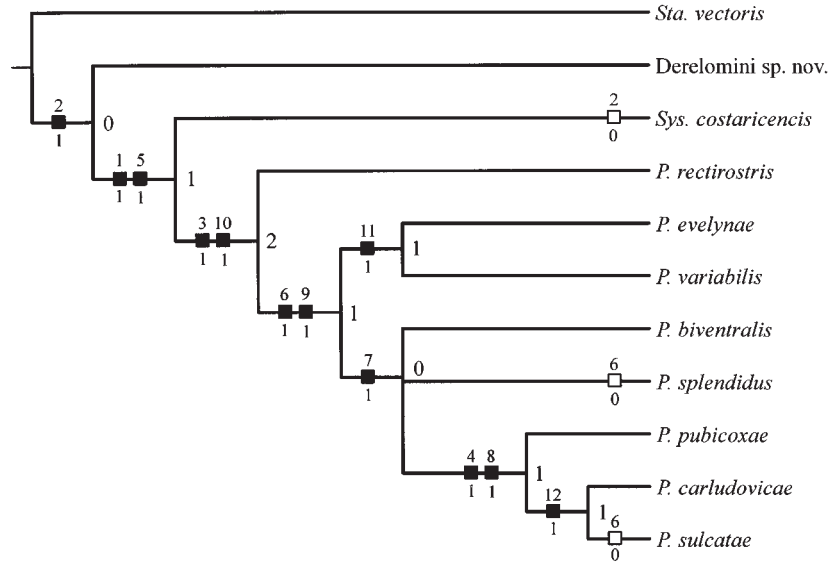 Sta. vectoris
Derelomini sp. nov.
2
1
0
2
0
Sys. costaricencis
1 5
1 1
1
P. rectirostris
3 10
1 1
2
P. evelynae
11
1
1
P. variabilis
6 9
1 1
1
P. biventralis
7
1
0
6
0
P. splendidus
P. pubicoxae
4 8
1 1
1
P. carludovicae
12
1
1
6
0
P. sulcatae